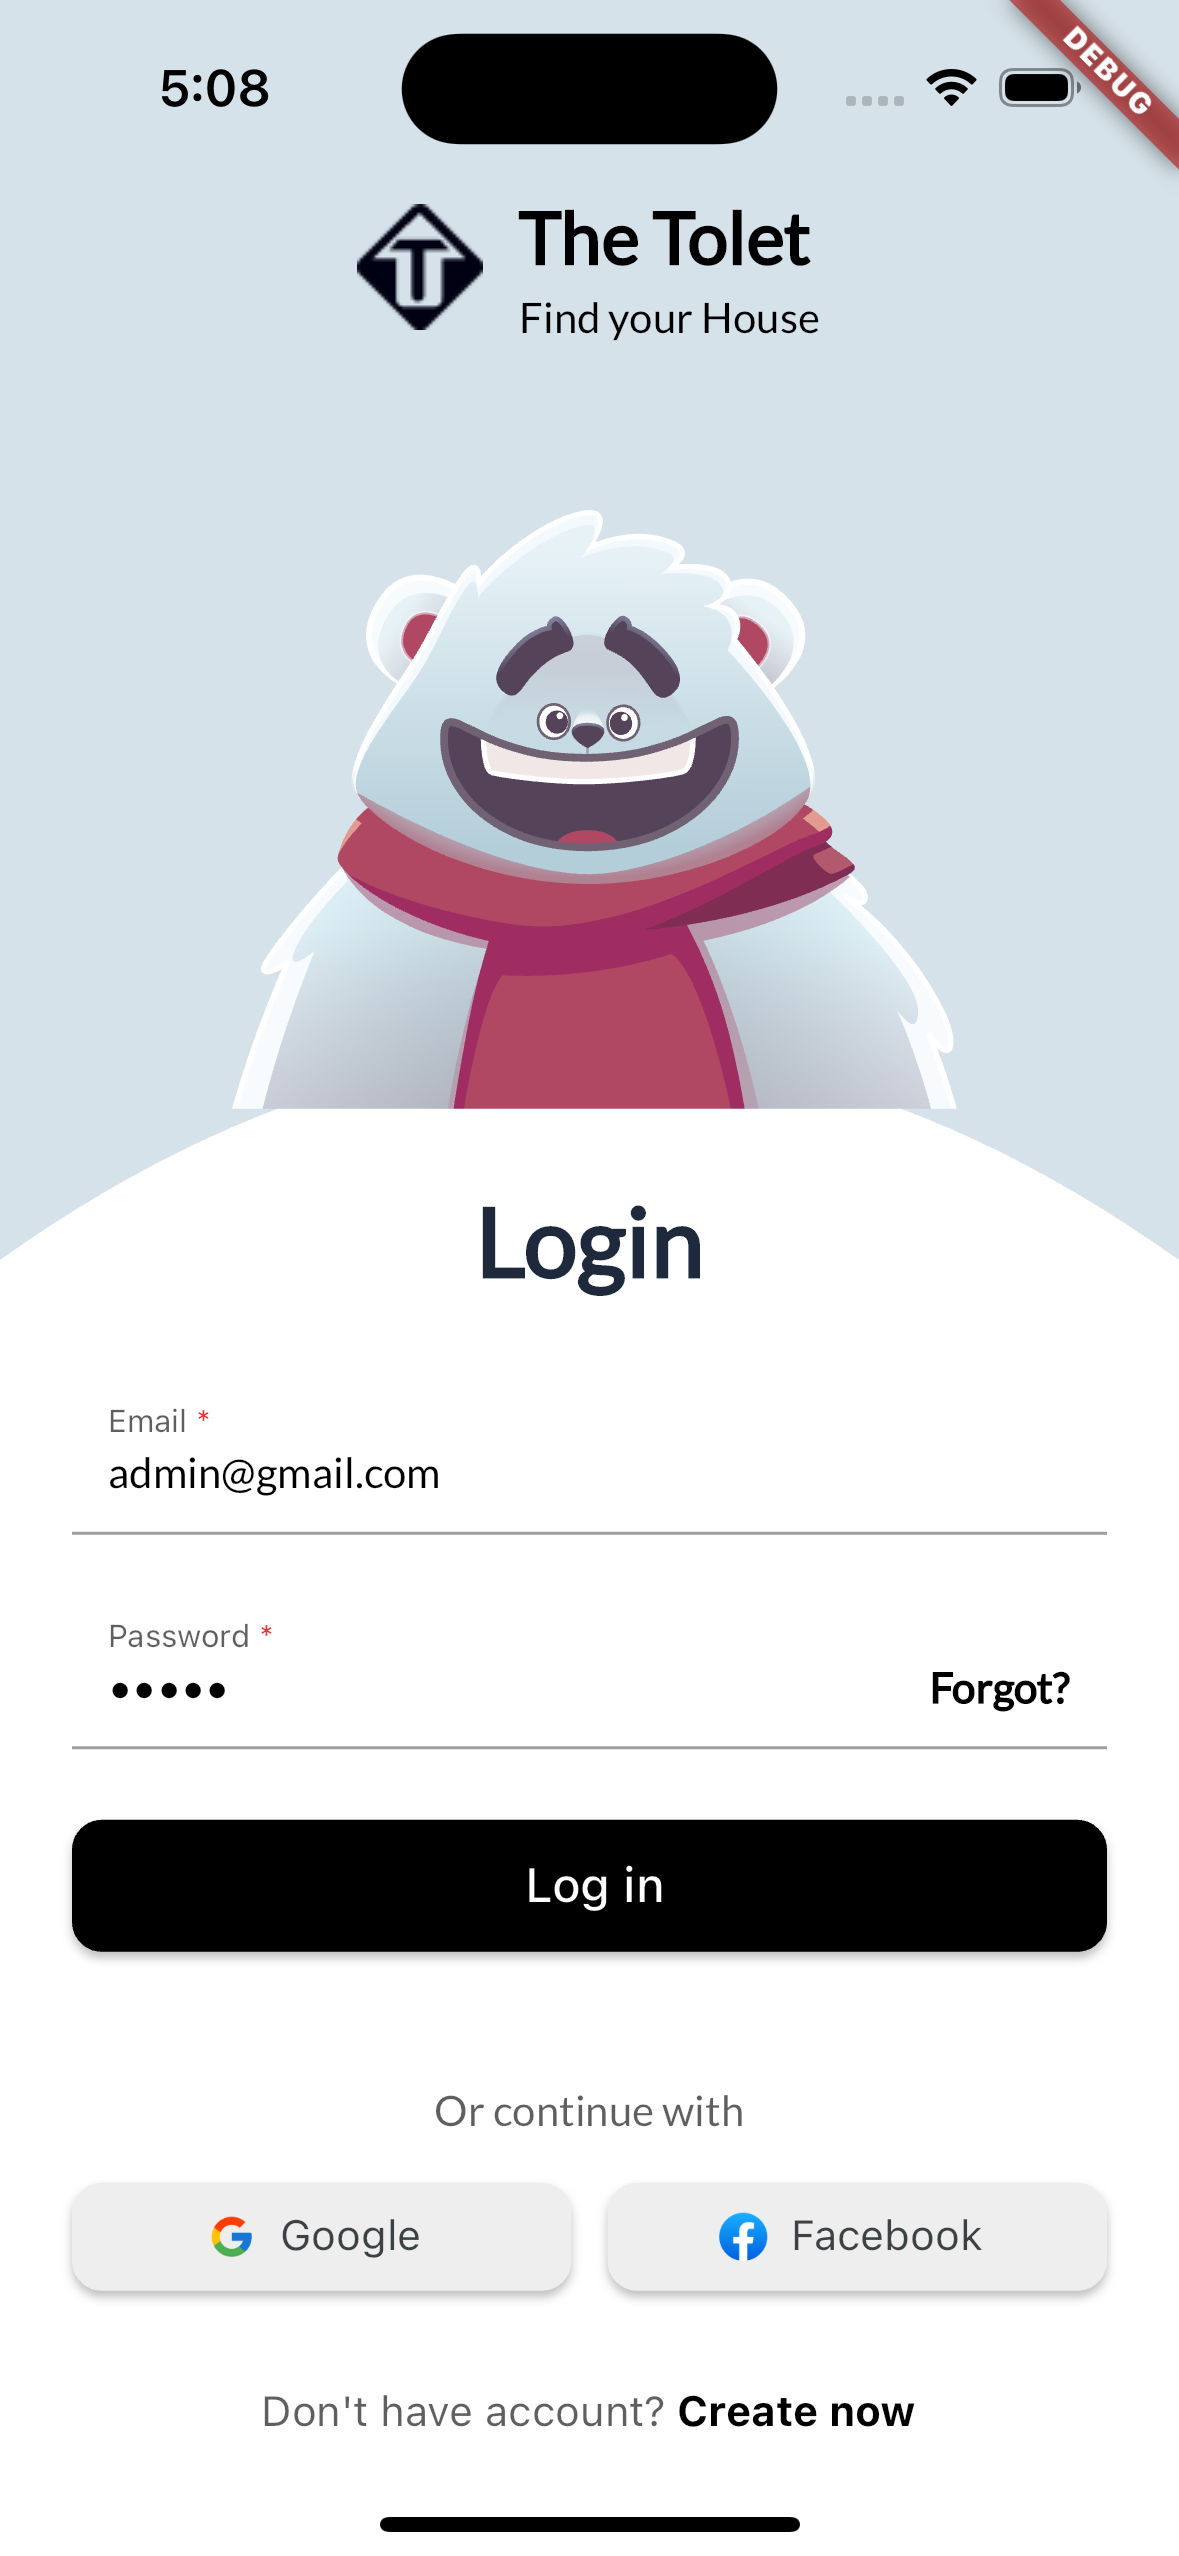 5:08
DEBUG
The Tolet
Find your House
Login
Email *
admin@gmail.com
Password *
•••••
Forgot?
Log in
Or continue with
Google
Facebook
Don't have account? Create now